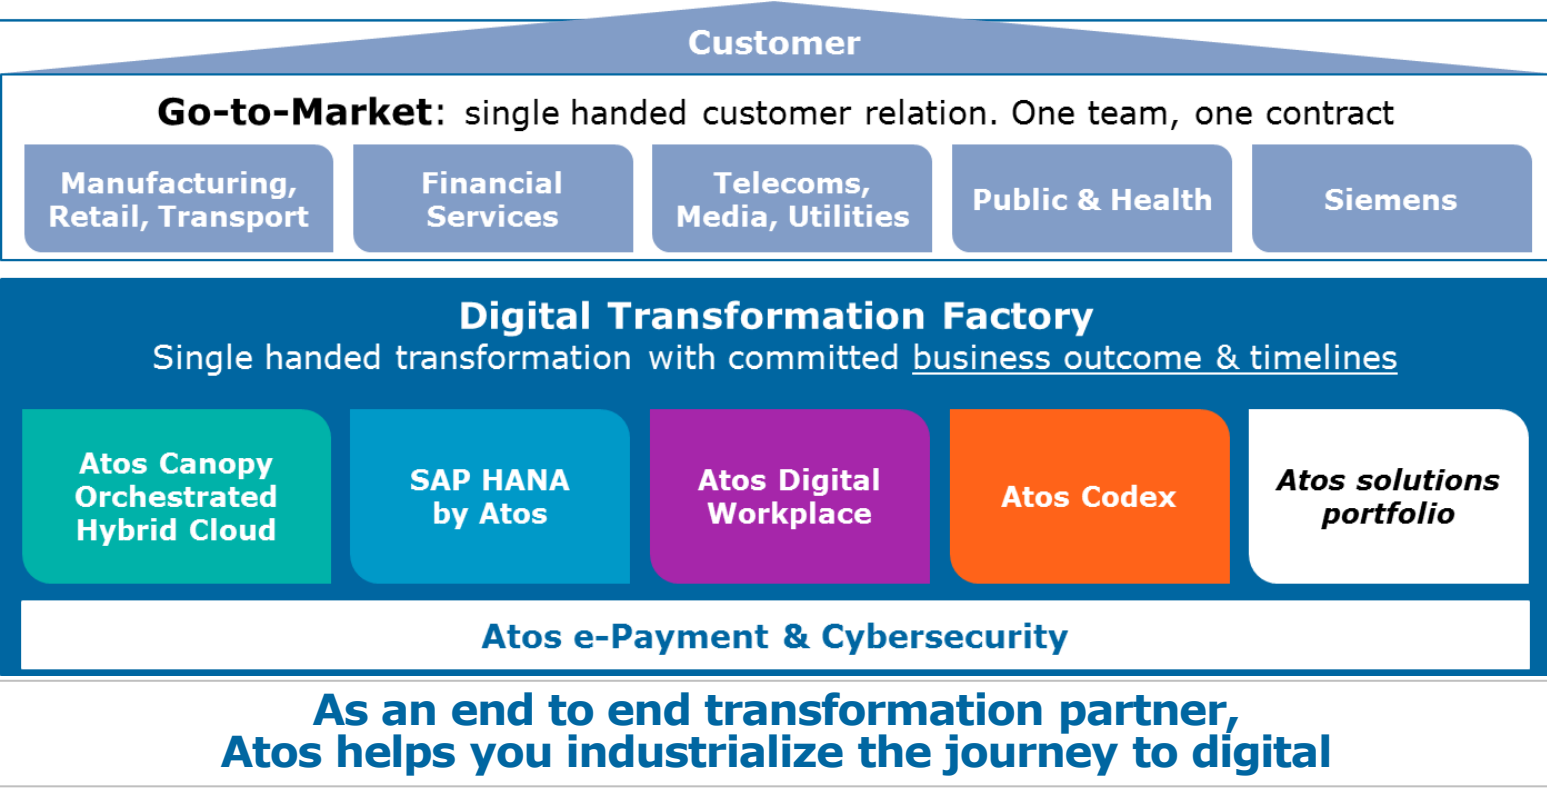 Customer
Go-to-Market: single handed customer relation. One team, one contract
Manufacturing,
Retail, Transport
Financial
Services
Telecoms,
Media, Utilities
Public & Health
Siemens
Digital Transformation Factory
Single handed transformation with committed business outcome & timelines
Atos Canopy
Orchestrated
Hybrid Cloud
SAP HANA
by Atos
Atos Digital
Workplace
Atos Codex
Atos solutions
portfolio
Atos e-Payment & Cybersecurity
As an end to end transformation partner,
Atos helps you industrialize the journey to digital